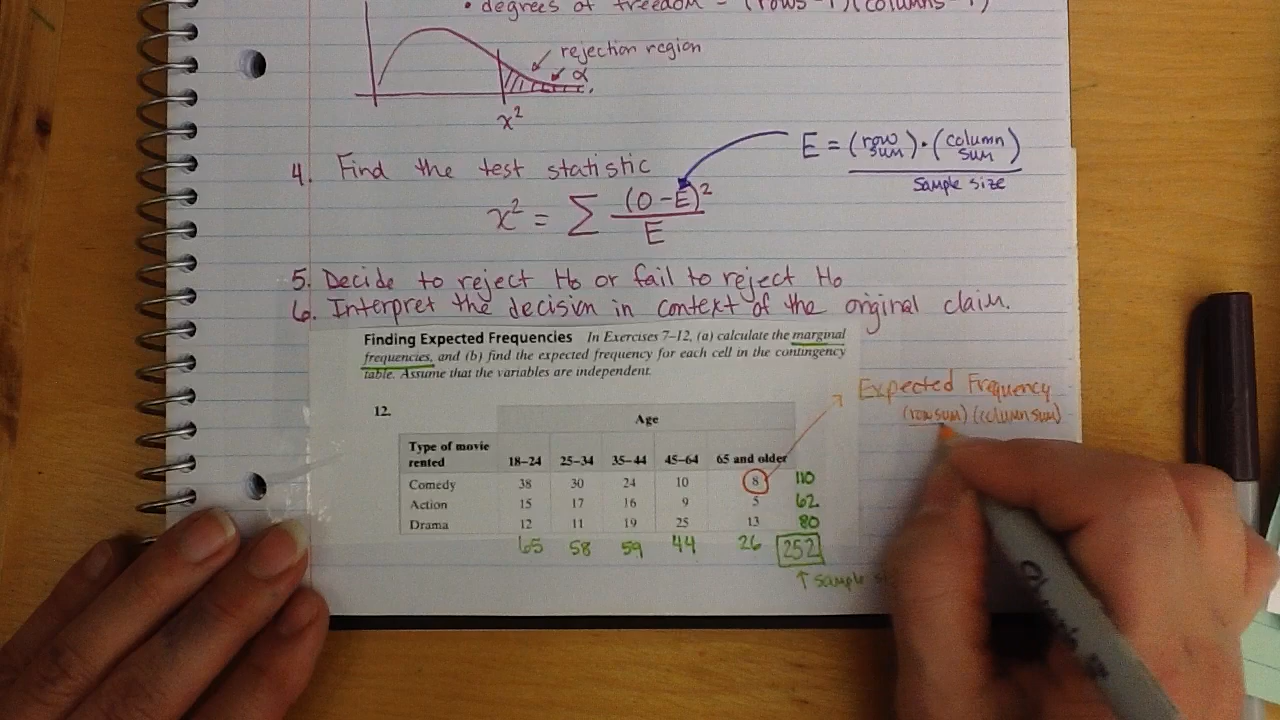 • degrees of freedom = (rows - 1)(columns - 1)
rejection region
α
x²
4. Find the test statistic
x² = Σ (O - E)² / E
E = (row sum) · (column sum)
Sample size
5. Decide to reject Ho or fail to reject Ho
6. Interpret the decision in context of the original claim.
Finding Expected Frequencies In Exercises 7–12, (a) calculate the marginal
frequencies, and (b) find the expected frequency for each cell in the contingency
table. Assume that the variables are independent.
12.
Age
Type of movie rented 18–24 25–34 35–44 45–64 65 and older
Comedy 38 30 24 10 8 110
Action 15 17 16 9 5 62
Drama 12 11 19 25 13 80
65 58 59 44 26 252
↑ sample
Expected Frequency
(row sum)(column sum)